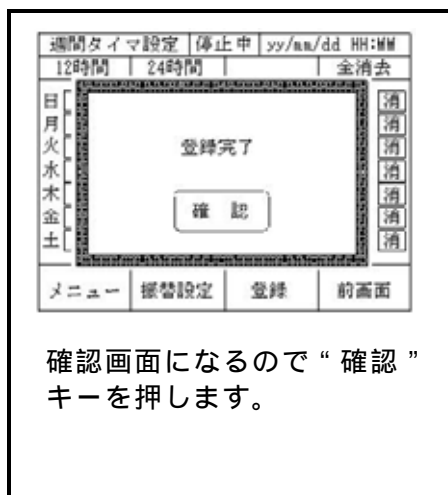 週間タイマ設定 停止中 yy/mm/dd HH:MM
12時間 24時間 全消去
日 消
月 消
火 消
水 消
木 消
金 消
土 消
登録完了
確 認
メニュー 振替設定 登録 前画面
確認画面になるので“確認”
キーを押します。